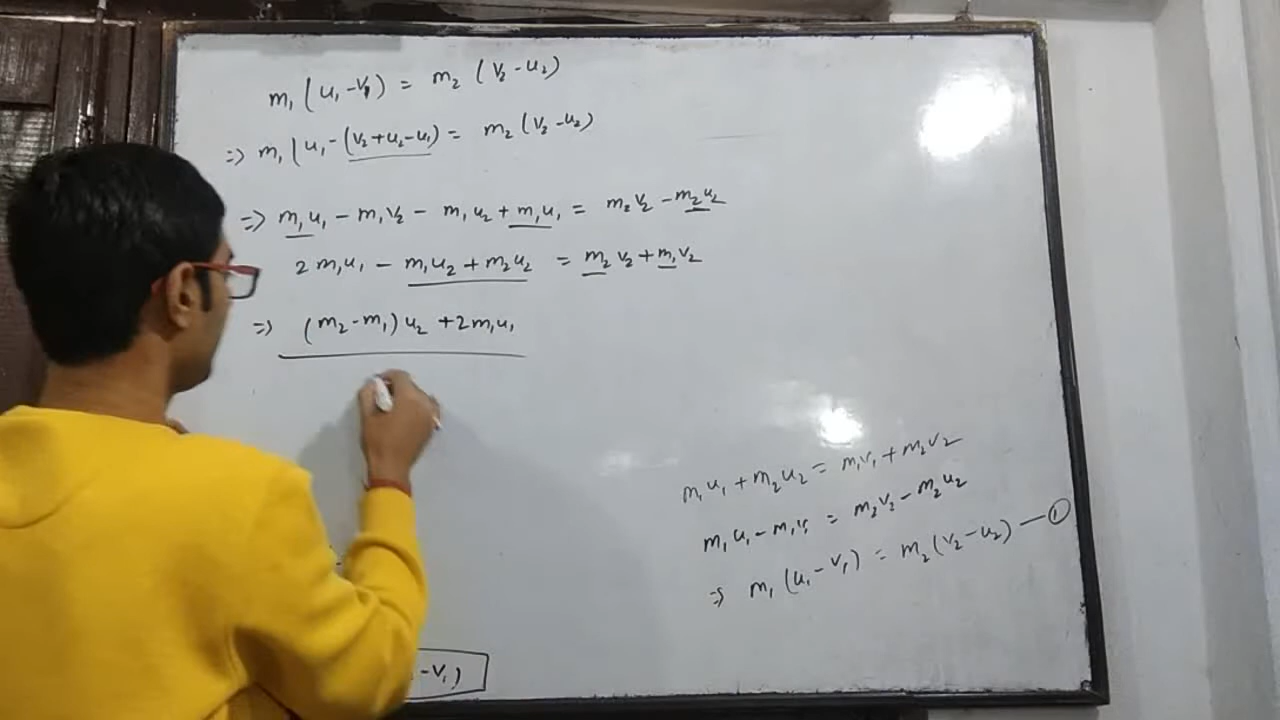 m₁(u₁-v₁) = m₂(v₂-u₂)
=> m₁(u₁-(v₂+u₂-u₁) = m₂(v₂-u₂)
=> m₁u₁ - m₁v₂ - m₁u₂ + m₁u₁ = m₂v₂ - m₂u₂
2m₁u₁ - m₁u₂ + m₂u₂ = m₂v₂ + m₁v₂
=> (m₂-m₁)u₂ + 2m₁u₁
m₁u₁ + m₂u₂ = m₁v₁ + m₂v₂
m₁u₁ - m₁v₁ = m₂v₂ - m₂u₂
=> m₁(u₁-v₁) = m₂(v₂-u₂) — ①
-v₁)